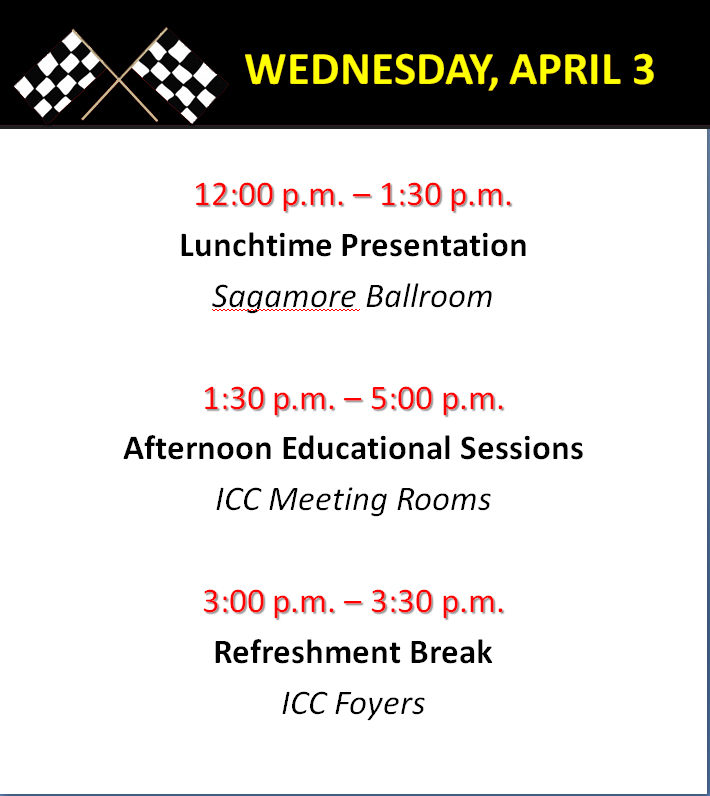 WEDNESDAY, APRIL 3
12:00 p.m. – 1:30 p.m.
Lunchtime Presentation
Sagamore Ballroom
1:30 p.m. – 5:00 p.m.
Afternoon Educational Sessions
ICC Meeting Rooms
3:00 p.m. – 3:30 p.m.
Refreshment Break
ICC Foyers